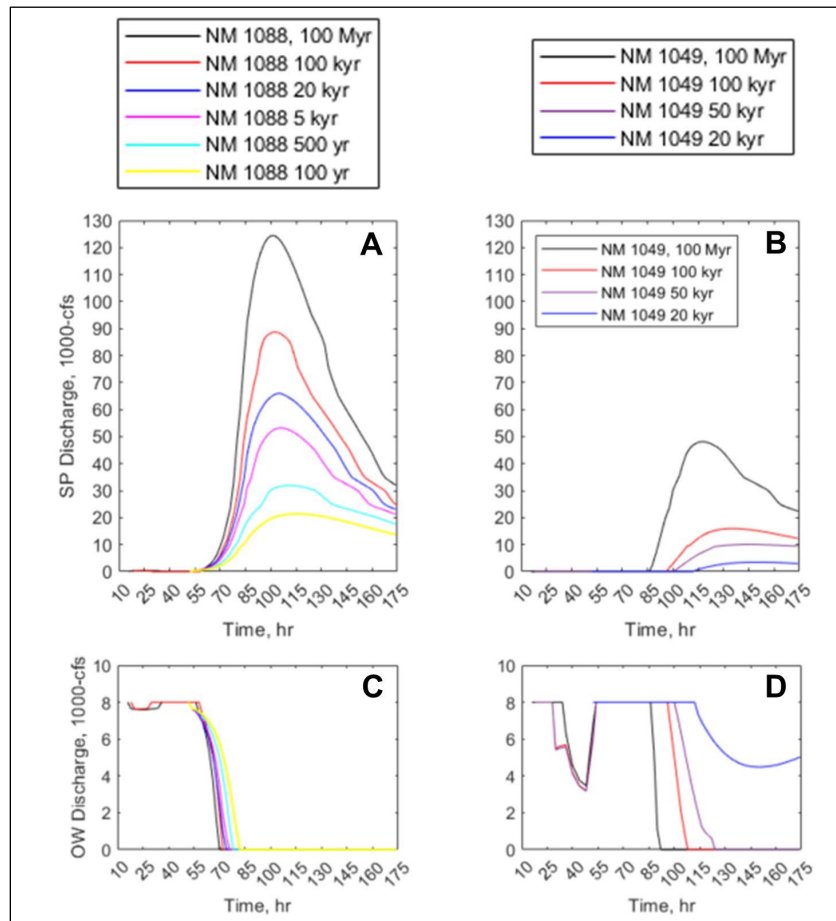 NM 1088, 100 Myr
NM 1088 100 kyr
NM 1088 20 kyr
NM 1088 5 kyr
NM 1088 500 yr
NM 1088 100 yr
NM 1049, 100 Myr
NM 1049 100 kyr
NM 1049 50 kyr
NM 1049 20 kyr
A
SP Discharge, 1000-cfs
130
120
110
100
90
80
70
60
50
40
30
20
10
0
10 25 40 55 70 85 100 115 130 145 160 175
Time, hr
B
NM 1049, 100 Myr
NM 1049 100 kyr
NM 1049 50 kyr
NM 1049 20 kyr
130
120
110
100
90
80
70
60
50
40
30
20
10
0
10 25 40 55 70 85 100 115 130 145 160 175
Time, hr
C
OW Discharge, 1000-cfs
10
8
6
4
2
0
10 25 40 55 70 85 100 115 130 145 160 175
Time, hr
D
10
8
6
4
2
0
10 25 40 55 70 85 100 115 130 145 160 175
Time, hr